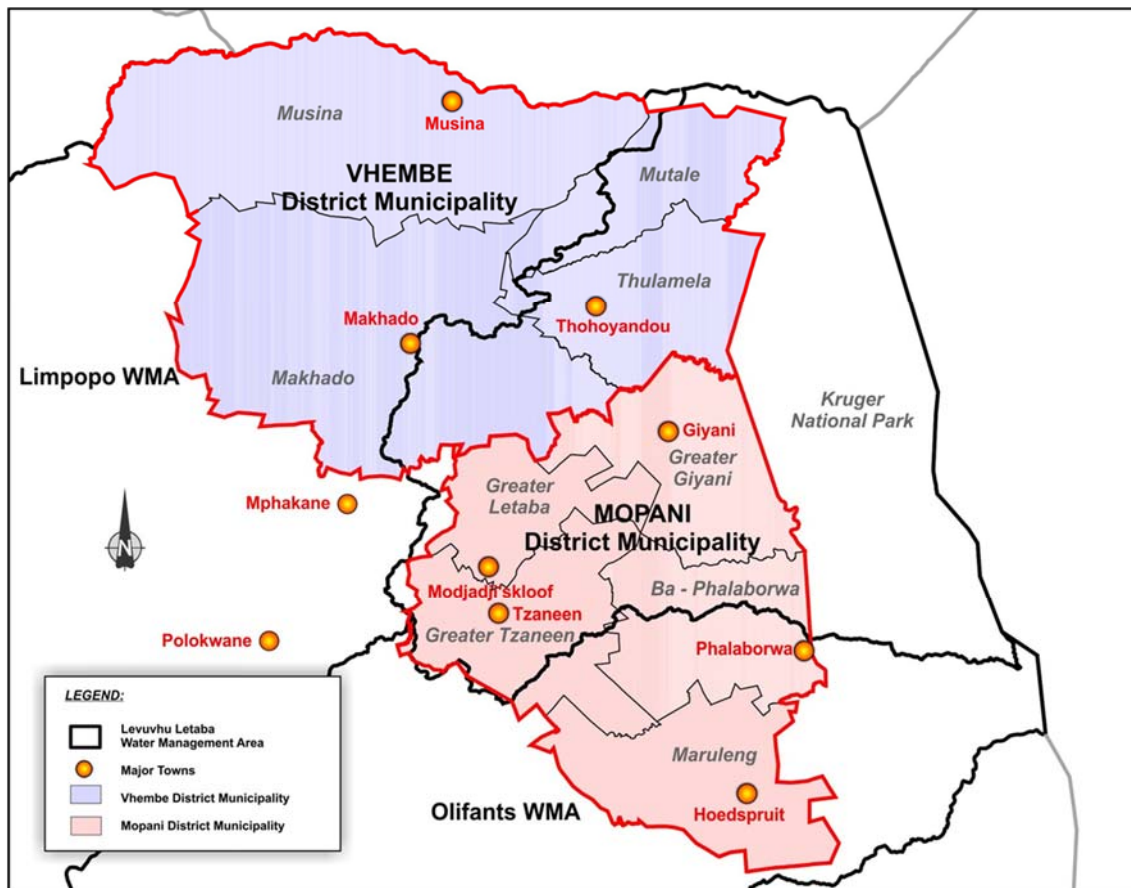 Musina
Musina
VHEMBE
District Municipality
Mutale
Thulamela
Thohoyandou
Makhado
Limpopo WMA
Makhado
Kruger
National Park
Giyani
Greater
Giyani
Greater
Letaba
Mphakane
MOPANI
District Municipality
N
Modjadji'skloof
Ba - Phalaborwa
Tzaneen
Greater Tzaneen
Polokwane
Phalaborwa
Maruleng
Hoedspruit
Olifants WMA
LEGEND:
Levuvhu Letaba
Water Management Area
Major Towns
Vhembe District Municipality
Mopani District Municipality